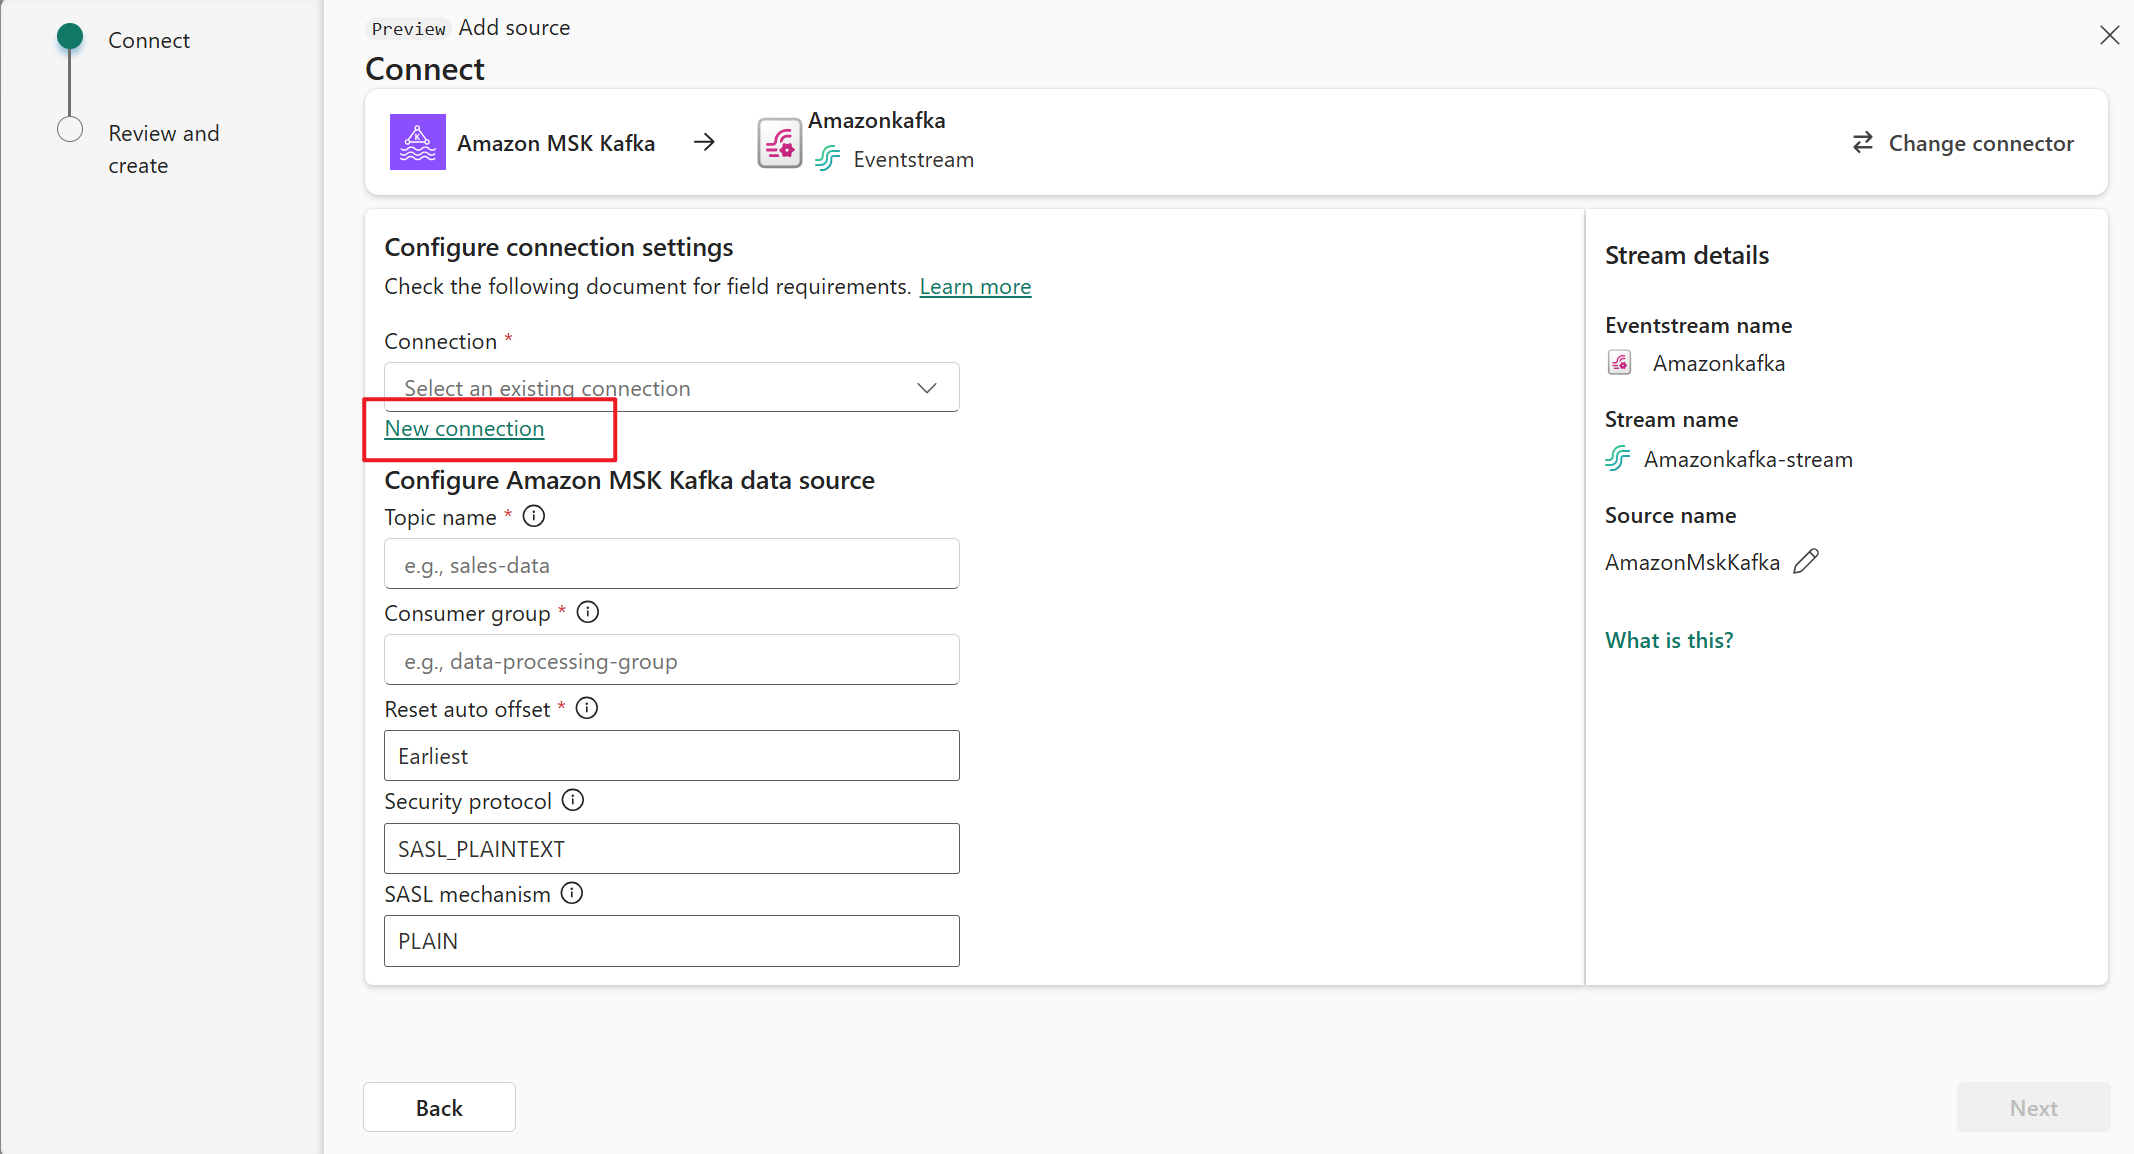 Connect
Review and
create
Preview Add source
Connect
Amazon MSK Kafka
Amazonkafka
Eventstream
Change connector
Configure connection settings
Check the following document for field requirements. Learn more
Connection *
Select an existing connection
New connection
Configure Amazon MSK Kafka data source
Topic name *
e.g., sales-data
Consumer group *
e.g., data-processing-group
Reset auto offset *
Earliest
Security protocol
SASL_PLAINTEXT
SASL mechanism
PLAIN
Stream details
Eventstream name
Amazonkafka
Stream name
Amazonkafka-stream
Source name
AmazonMskKafka
What is this?
Back
Next